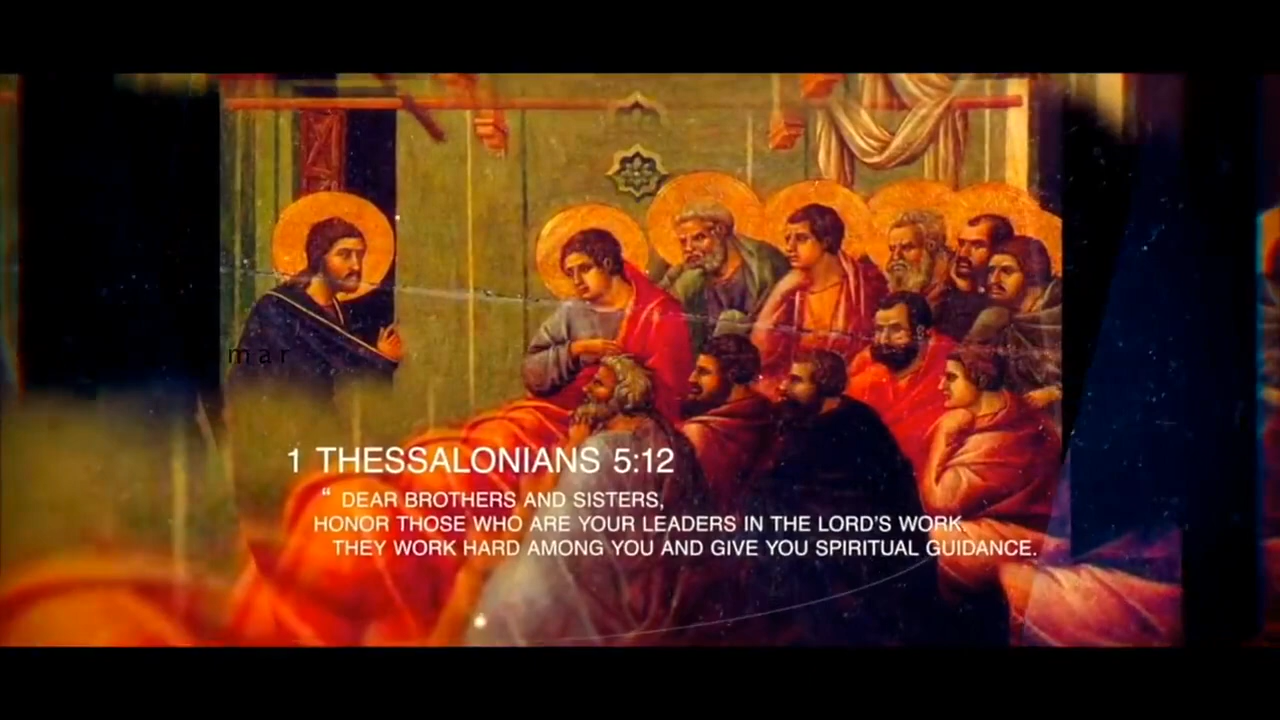 mar
1 THESSALONIANS 5:12
“ DEAR BROTHERS AND SISTERS,
HONOR THOSE WHO ARE YOUR LEADERS IN THE LORD'S WORK.
THEY WORK HARD AMONG YOU AND GIVE YOU SPIRITUAL GUIDANCE.